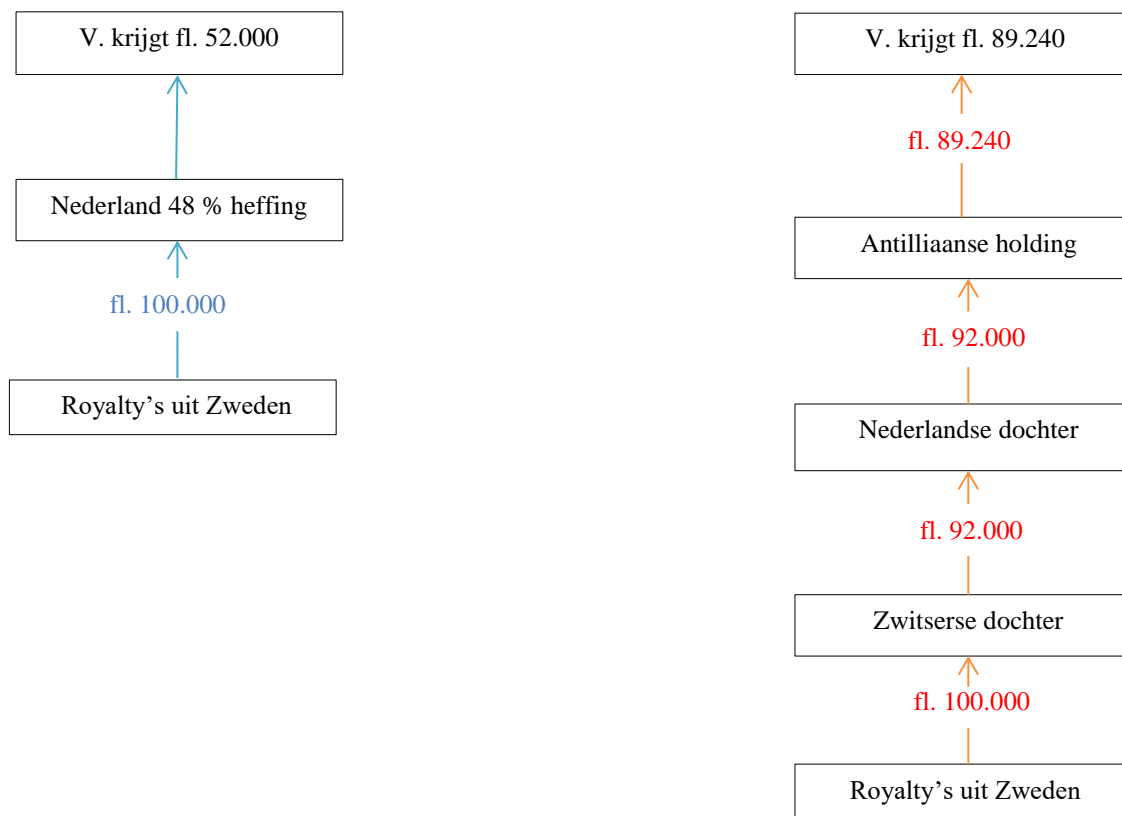 V. krijgt fl. 52.000
Nederland 48 % heffing
fl. 100.000
Royalty’s uit Zweden
V. krijgt fl. 89.240
fl. 89.240
Antilliaanse holding
fl. 92.000
Nederlandse dochter
fl. 92.000
Zwitserse dochter
fl. 100.000
Royalty’s uit Zweden